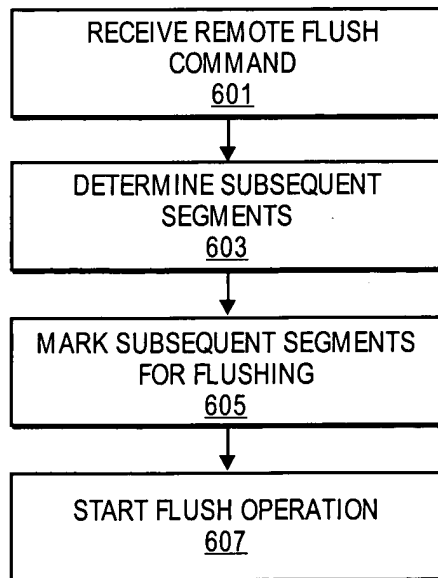 RECEIVE REMOTE FLUSH
COMMAND
601
DETERMINE SUBSEQUENT
SEGMENTS
603
MARK SUBSEQUENT SEGMENTS
FOR FLUSHING
605
START FLUSH OPERATION
607